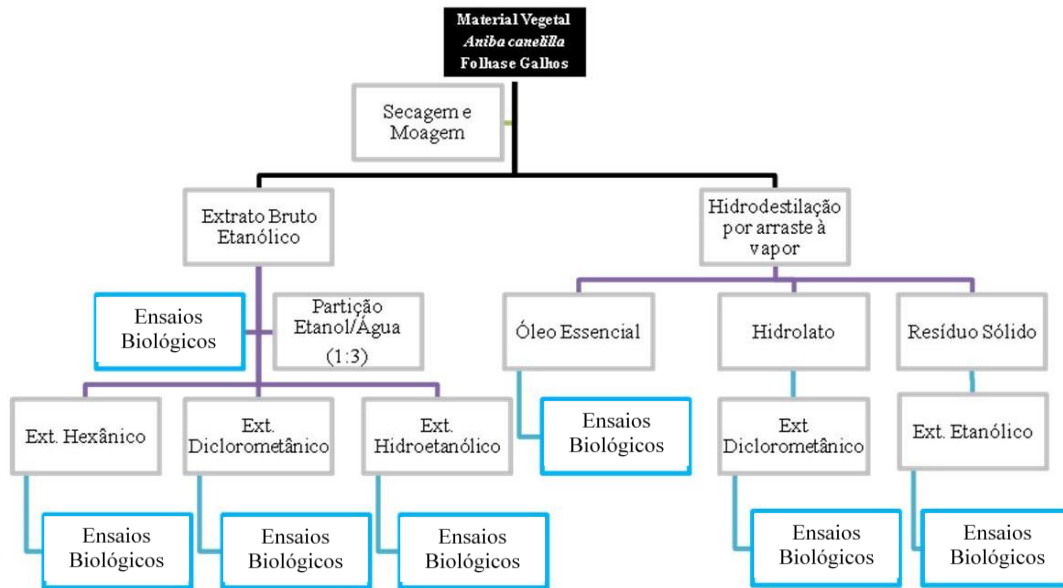 Material Vegetal
Aniba canelilla
Folhase Galhos
Secagem e
Moagem
Extrato Bruto
Etanólico
Hidrodestilação
por arraste à
vapor
Ensaios
Biológicos
Partição
Etanol/Água
(1:3)
Óleo Essencial
Hidrolato
Resíduo Sólido
Ext. Hexânico
Ext.
Diclorometânico
Ext.
Hidroetanólico
Ensaios
Biológicos
Ext
Diclorometânico
Ext. Etanólico
Ensaios
Biológicos
Ensaios
Biológicos
Ensaios
Biológicos
Ensaios
Biológicos
Ensaios
Biológicos